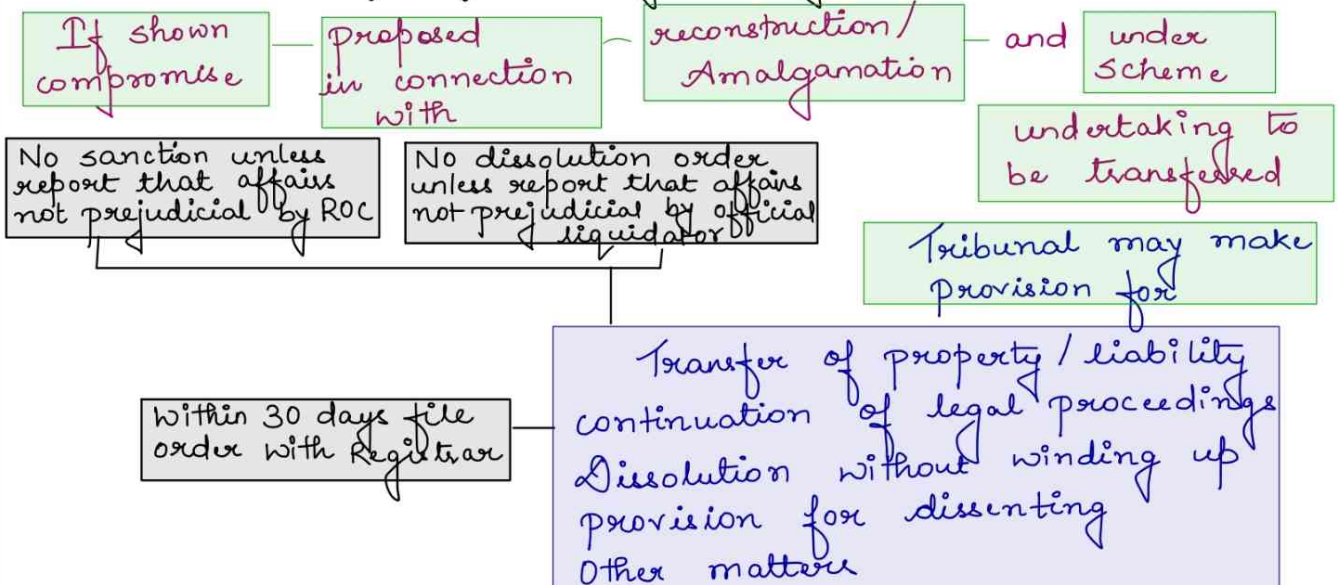 If shown
compromise
proposed
in connection
with
reconstruction/
Amalgamation
and
under
scheme
undertaking to
be transferred
No sanction unless
report that affairs
not prejudicial by ROC
No dissolution order
unless report that affairs
not prejudicial by official
liquidator
Tribunal may make
provision for
Transfer of property / liability
continuation of legal proceedings
Dissolution without winding up
provision for dissenting
Other matters
within 30 days file
order with Registrar